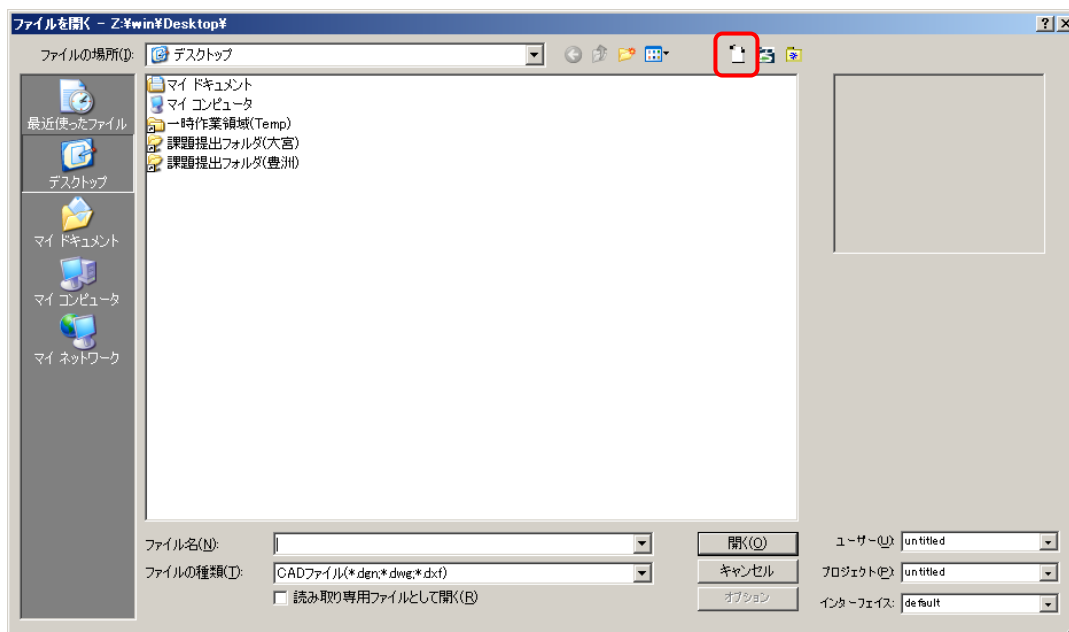 ファイルを開く - Z:¥win¥Desktop¥
ファイルの場所(I):
デスクトップ
最近使ったファイル
デスクトップ
マイ ドキュメント
マイ コンピュータ
マイ ネットワーク
マイ ドキュメント
マイ コンピュータ
一時作業領域(Temp)
課題提出フォルダ(大宮)
課題提出フォルダ(豊洲)
ファイル名(N):
開く(O)
ファイルの種類(T):
CADファイル(*.dgn;*.dwg;*.dxf)
キャンセル
読み取り専用ファイルとして開く(R)
オプション
ユーザー(U):
untitled
プロジェクト(P):
untitled
インターフェイス:
default